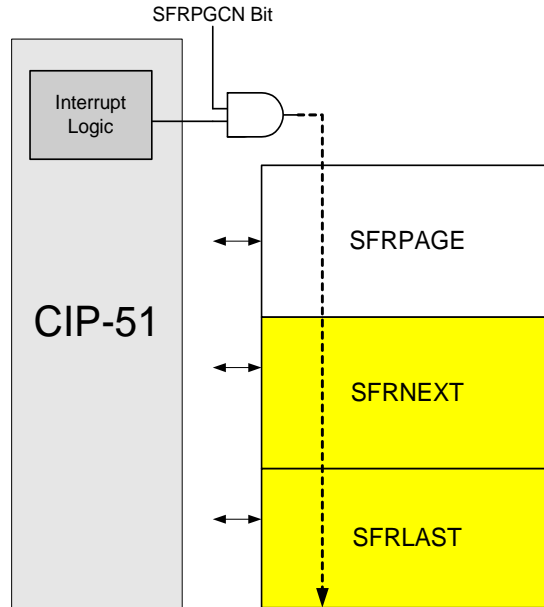 SFRPGCN Bit
Interrupt
Logic
SFRPAGE
CIP-51
SFRNEXT
SFRLAST